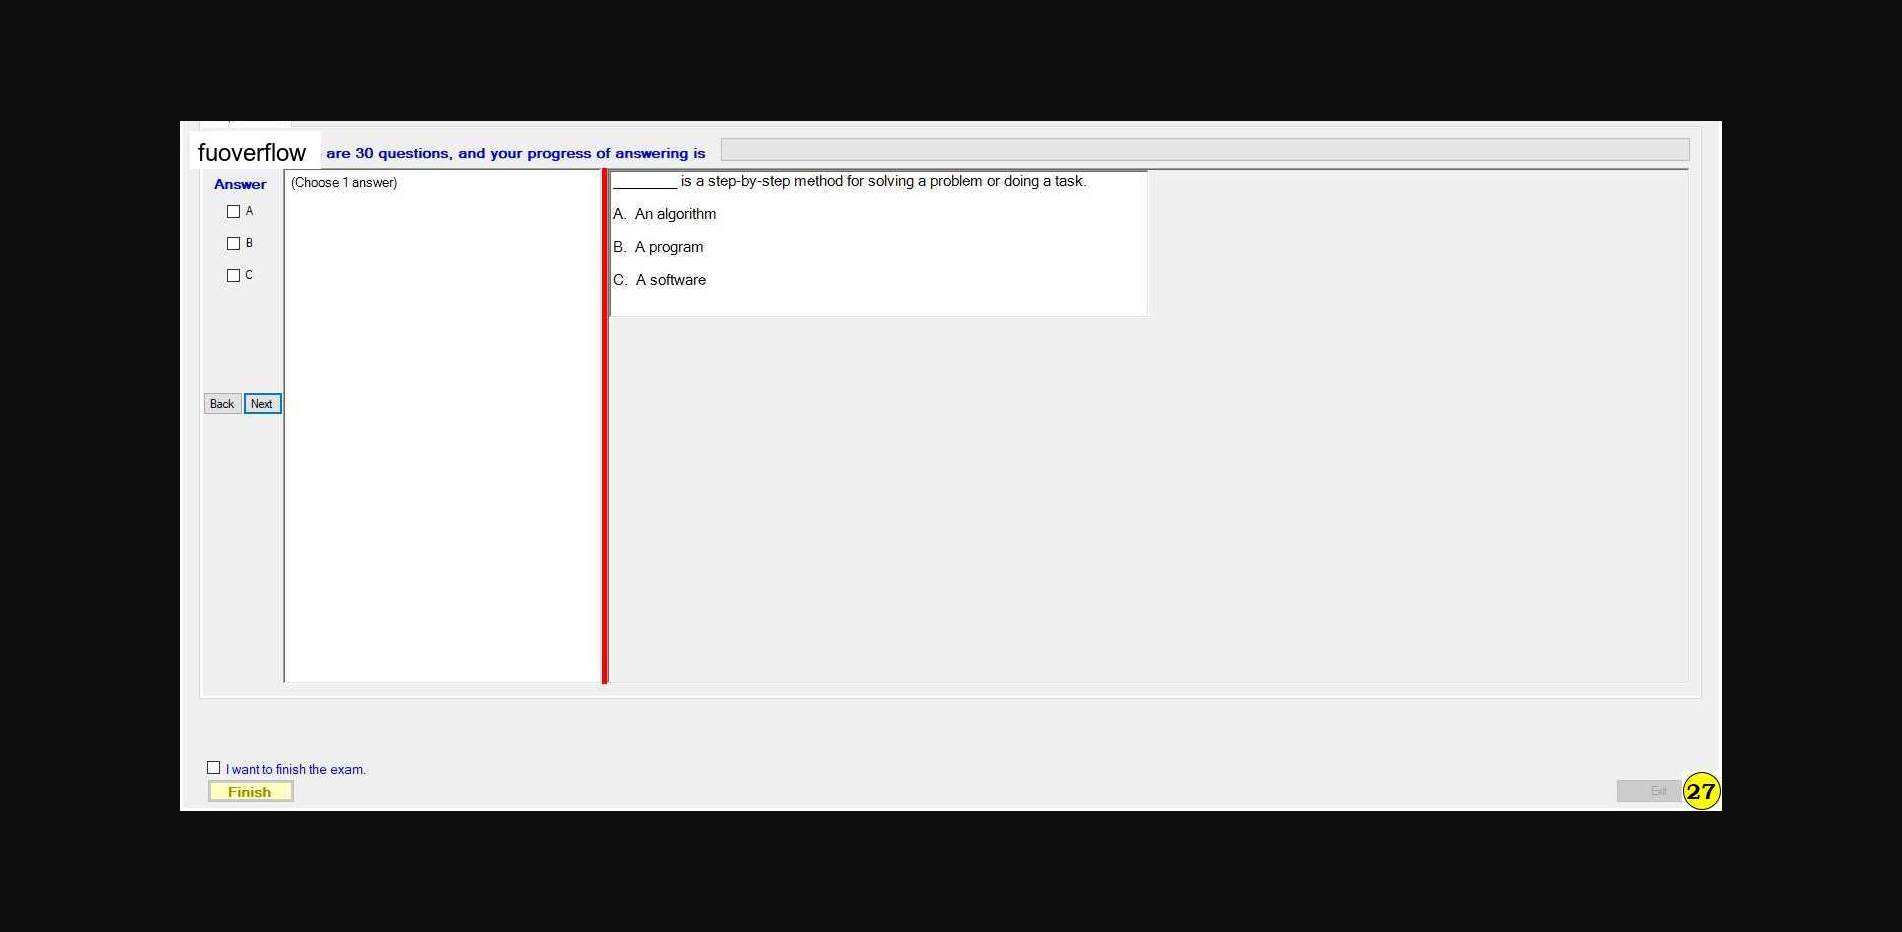 fuoverflow are 30 questions, and your progress of answering is
Answer
A
B
C
Back Next
(Choose 1 answer)
________ is a step-by-step method for solving a problem or doing a task.
A. An algorithm
B. A program
C. A software
I want to finish the exam.
Finish
Exit
27